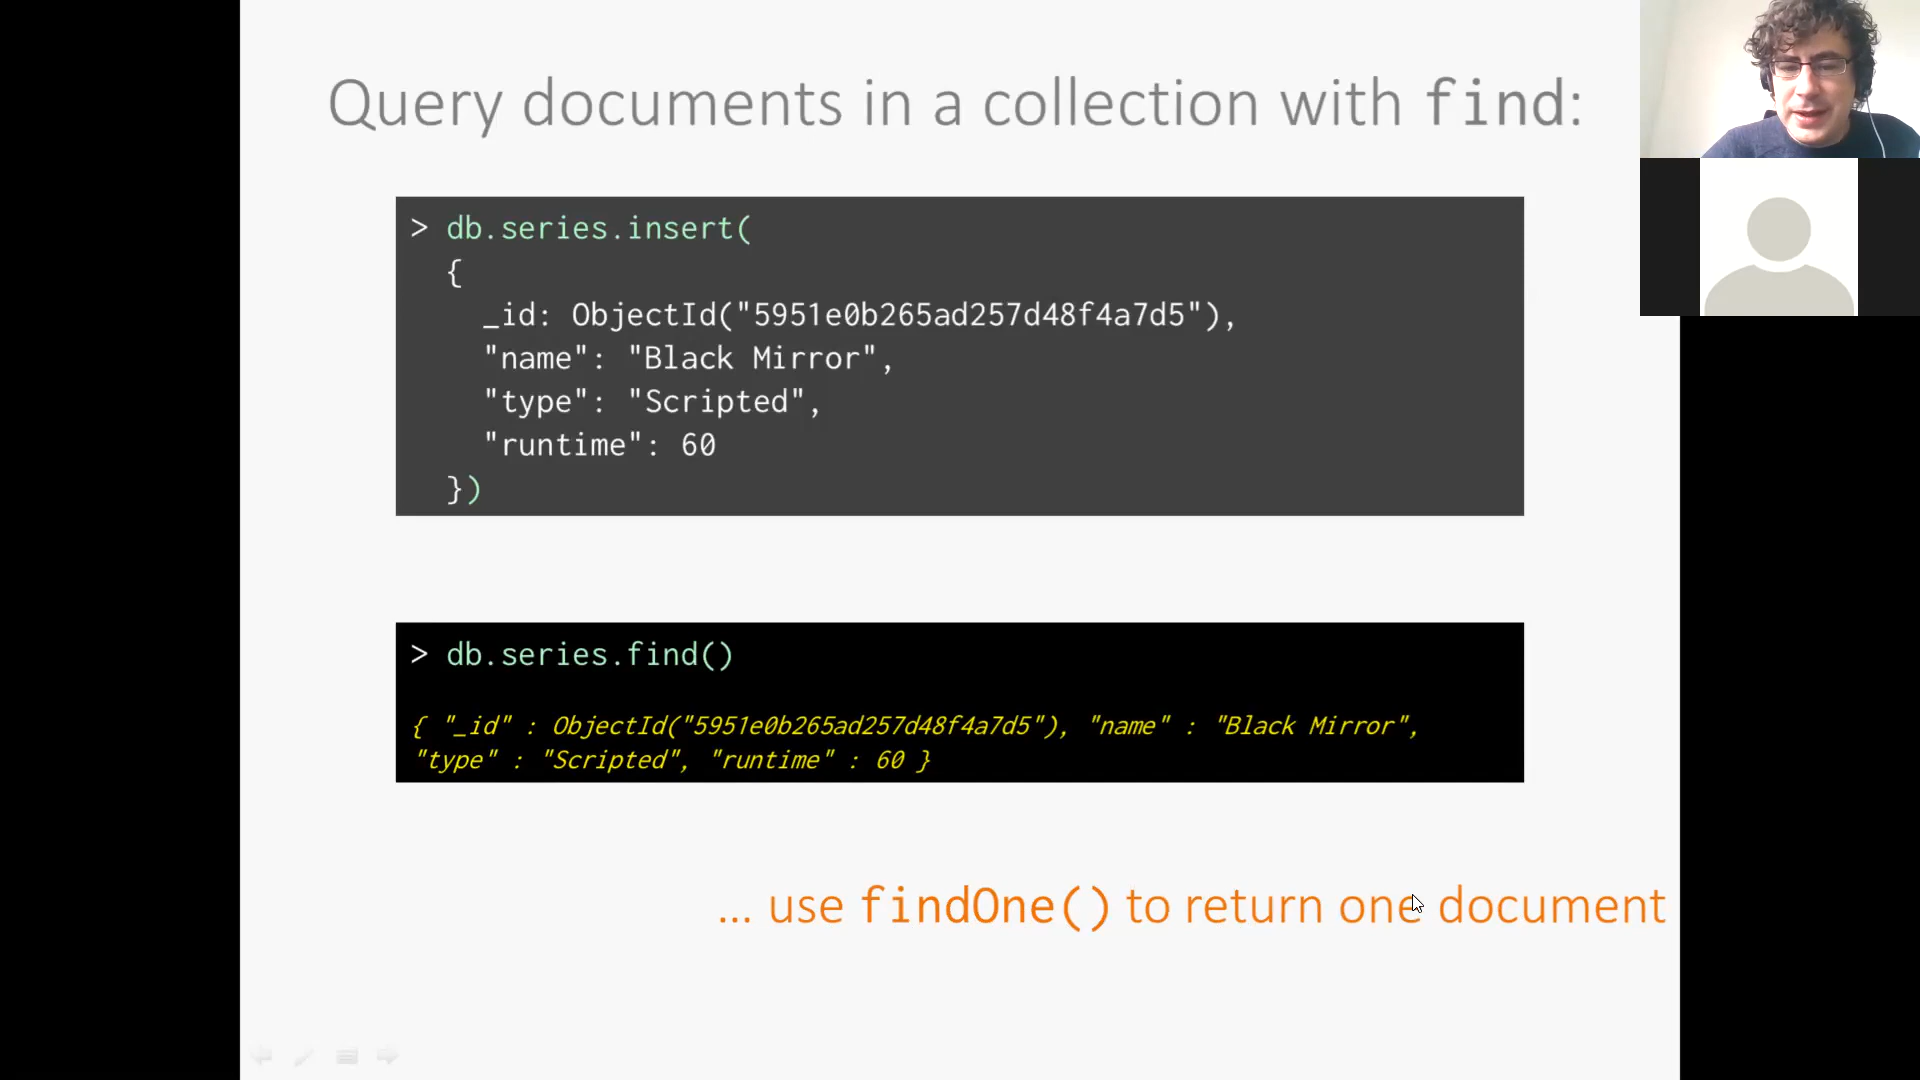 Query documents in a collection with find:
> db.series.insert(
{
_id: ObjectId("5951e0b265ad257d48f4a7d5"),
"name": "Black Mirror",
"type": "Scripted",
"runtime": 60
})
> db.series.find()
{ "_id" : ObjectId("5951e0b265ad257d48f4a7d5"), "name" : "Black Mirror",
"type" : "Scripted", "runtime" : 60 }
... use findOne() to return one document